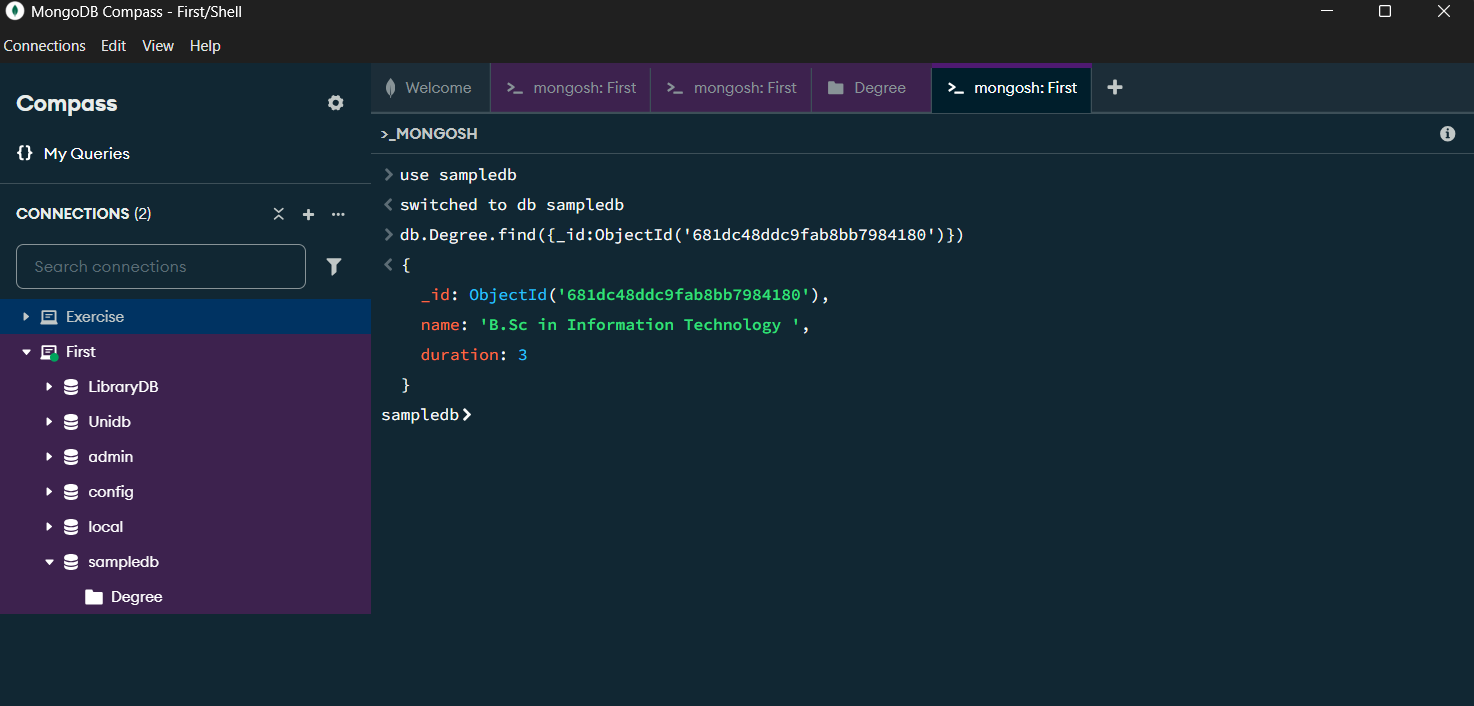 MongoDB Compass - First/Shell
Connections Edit View Help
Compass
{} My Queries
CONNECTIONS (2)
Search connections
Exercise
First
LibraryDB
Unidb
admin
config
local
sampledb
Degree
Welcome >_ mongosh: First >_ mongosh: First Degree >_ mongosh: First +
>_MONGOSH
> use sampledb
< switched to db sampledb
> db.Degree.find({_id:ObjectId('681dc48ddc9fab8bb7984180')})
< {
_id: ObjectId('681dc48ddc9fab8bb7984180'),
name: 'B.Sc in Information Technology ',
duration: 3
}
sampledb>